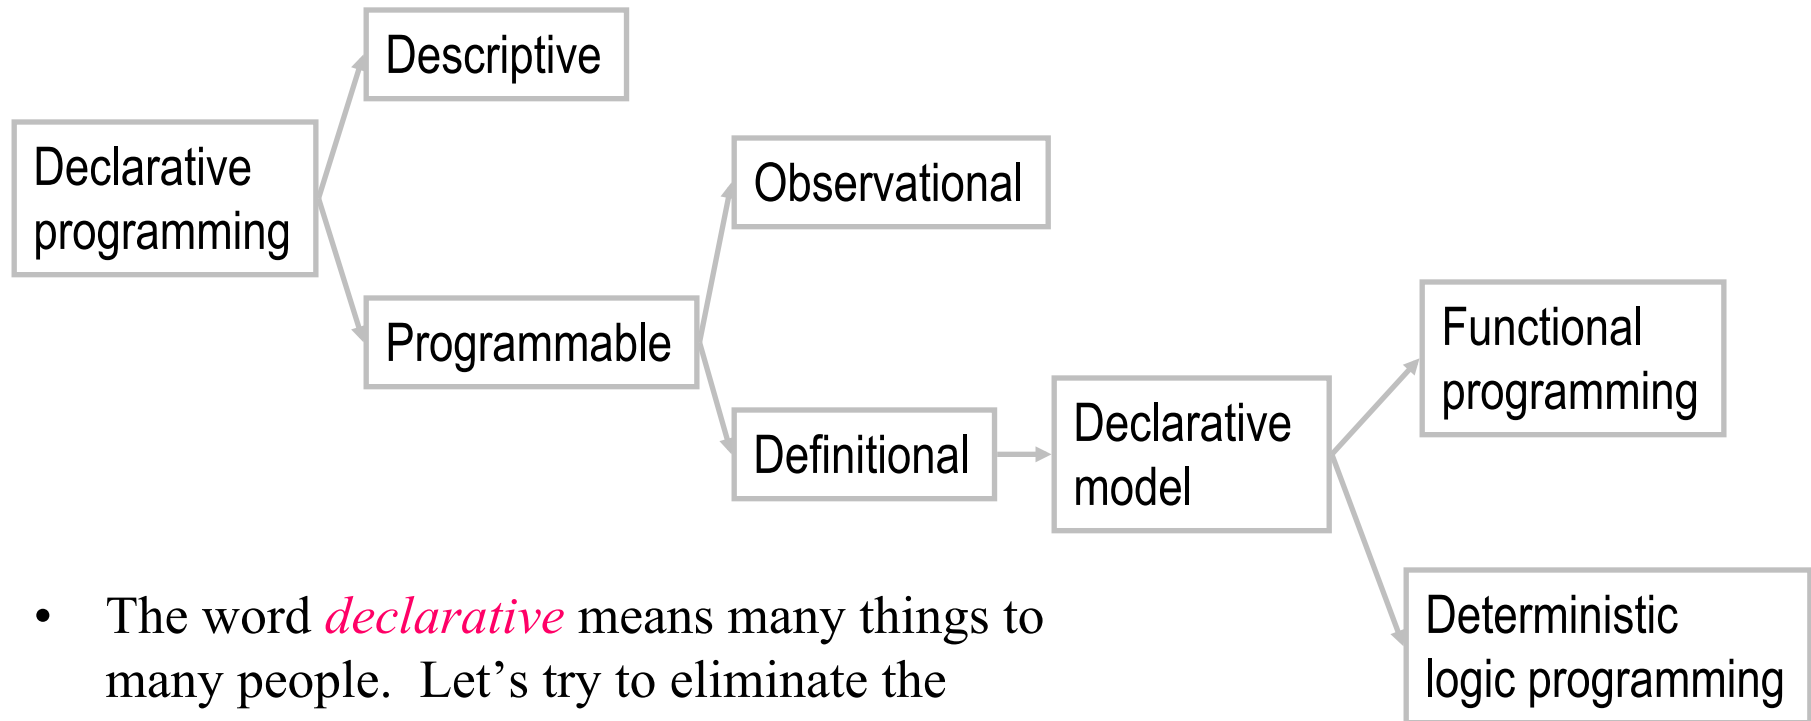 Descriptive
Declarative
programming
Observational
Programmable
Functional
programming
Declarative
model
Definitional
• The word declarative means many things to
many people. Let’s try to eliminate the
Deterministic
logic programming